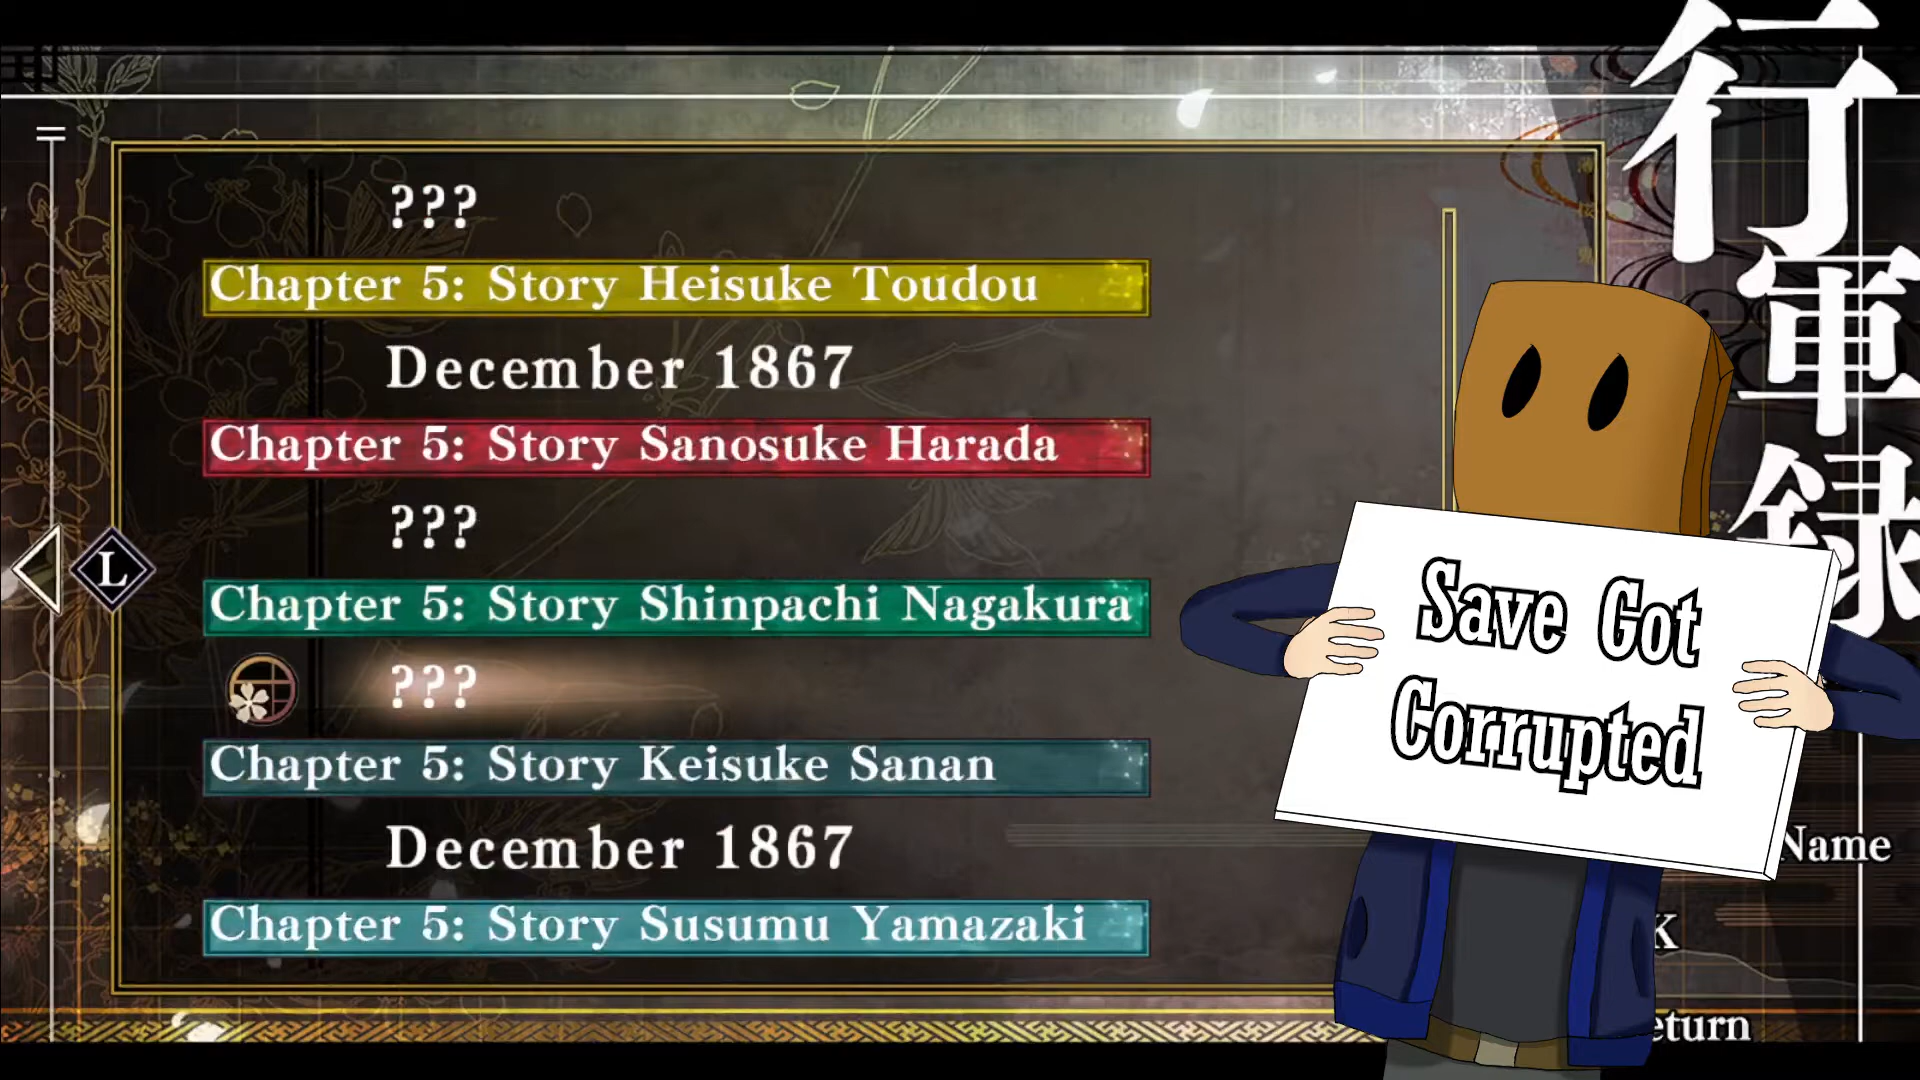 ???
Chapter 5: Story Heisuke Toudou
December 1867
Chapter 5: Story Sanosuke Harada
???
Chapter 5: Story Shinpachi Nagakura
???
Chapter 5: Story Keisuke Sanan
December 1867
Chapter 5: Story Susumu Yamazaki
L
行軍録
Save Got
Corrupted
Name
K
eturn